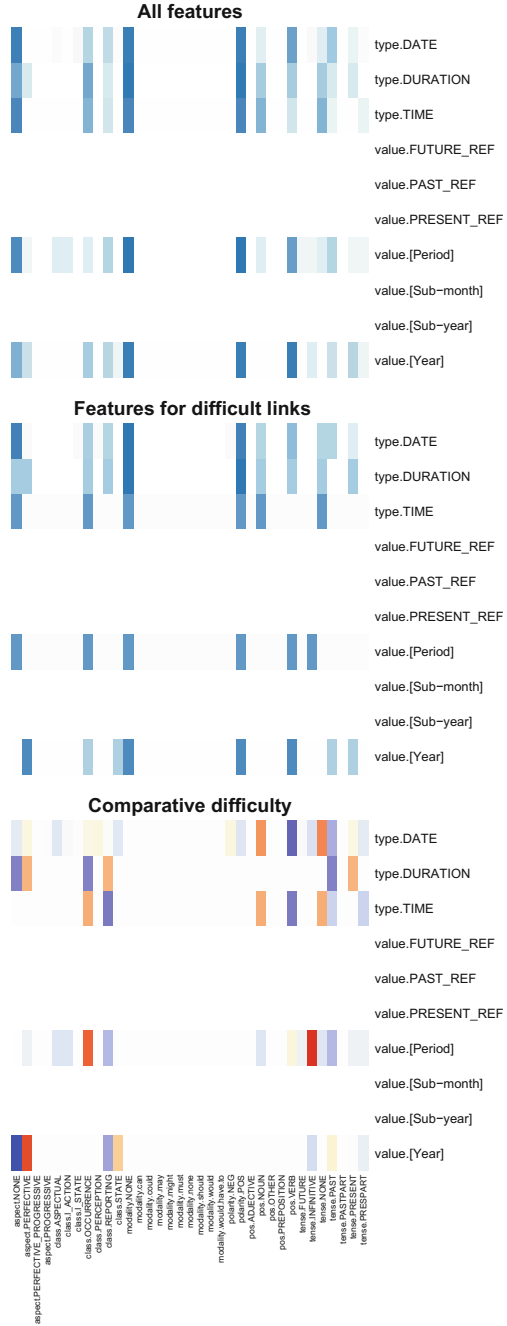 All features
type.DATE
type.DURATION
type.TIME
value.FUTURE_REF
value.PAST_REF
value.PRESENT_REF
value.[Period]
value.[Sub−month]
value.[Sub−year]
value.[Year]
Features for difficult links
type.DATE
type.DURATION
type.TIME
value.FUTURE_REF
value.PAST_REF
value.PRESENT_REF
value.[Period]
value.[Sub−month]
value.[Sub−year]
value.[Year]
Comparative difficulty
type.DATE
type.DURATION
type.TIME
value.FUTURE_REF
value.PAST_REF
value.PRESENT_REF
value.[Period]
value.[Sub−month]
value.[Sub−year]
value.[Year]
aspect.NONE
aspect.PERFECTIVE
aspect.PERFECTIVE_PROGRESSIVE
aspect.PROGRESSIVE
class.ASPECTUAL
class.I_ACTION
class.I_STATE
class.OCCURRENCE
class.PERCEPTION
class.REPORTING
class.STATE
modality.NONE
modality.can
modality.could
modality.may
modality.might
modality.must
modality.none
modality.should
modality.would
modality.would.have.to
polarity.NEG
polarity.POS
pos.ADJECTIVE
pos.NOUN
pos.OTHER
pos.PREPOSITION
pos.VERB
tense.FUTURE
tense.INFINITIVE
tense.NONE
tense.PAST
tense.PASTPART
tense.PRESENT
tense.PRESPART